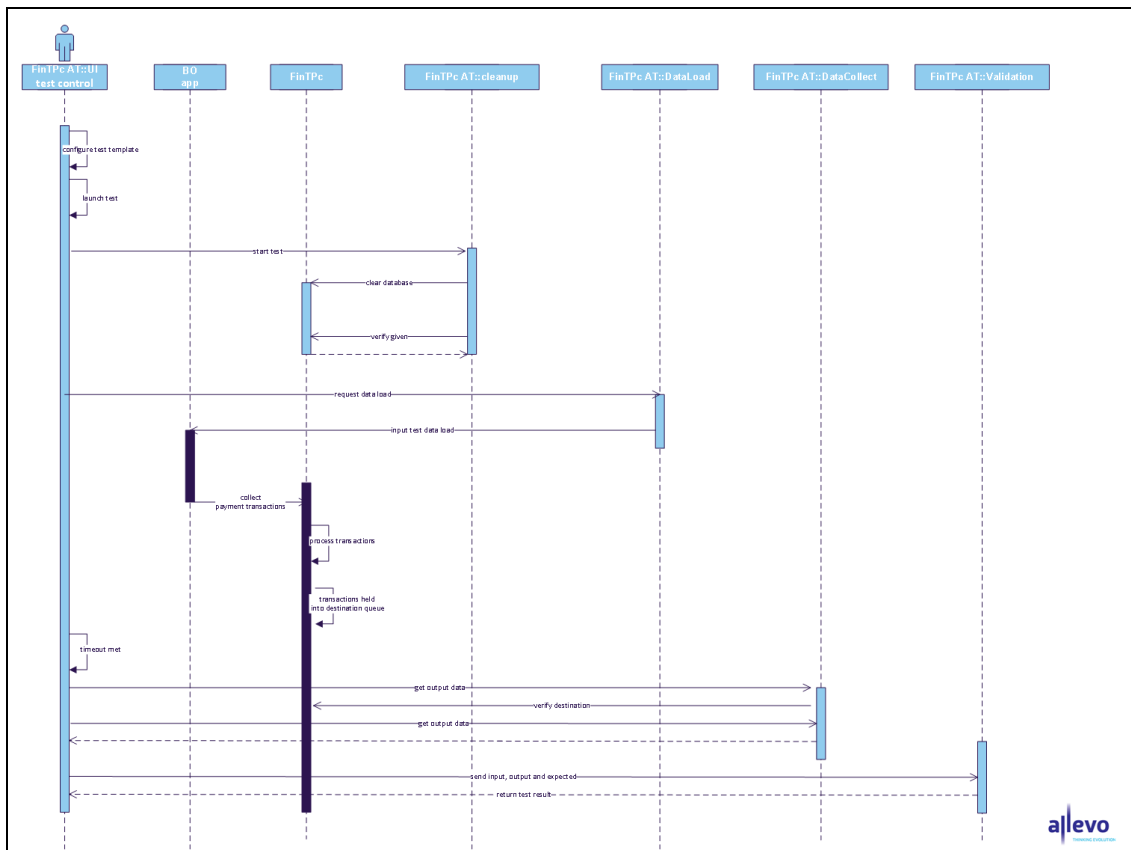 FinTPc AT::UI
test control
BO
app
FinTPc
FinTPc AT::cleanup
FinTPc AT::DataLoad
FinTPc AT::DataCollect
FinTPc AT::Validation
configure test template
launch test
start test
clear database
verify given
request data load
input test data load
collect
payment transactions
process transactions
transactions held
into destination queue
timeout met
get output data
verify destination
get output data
send input, output and expected
return test result
allevo
THINKING EVOLUTION